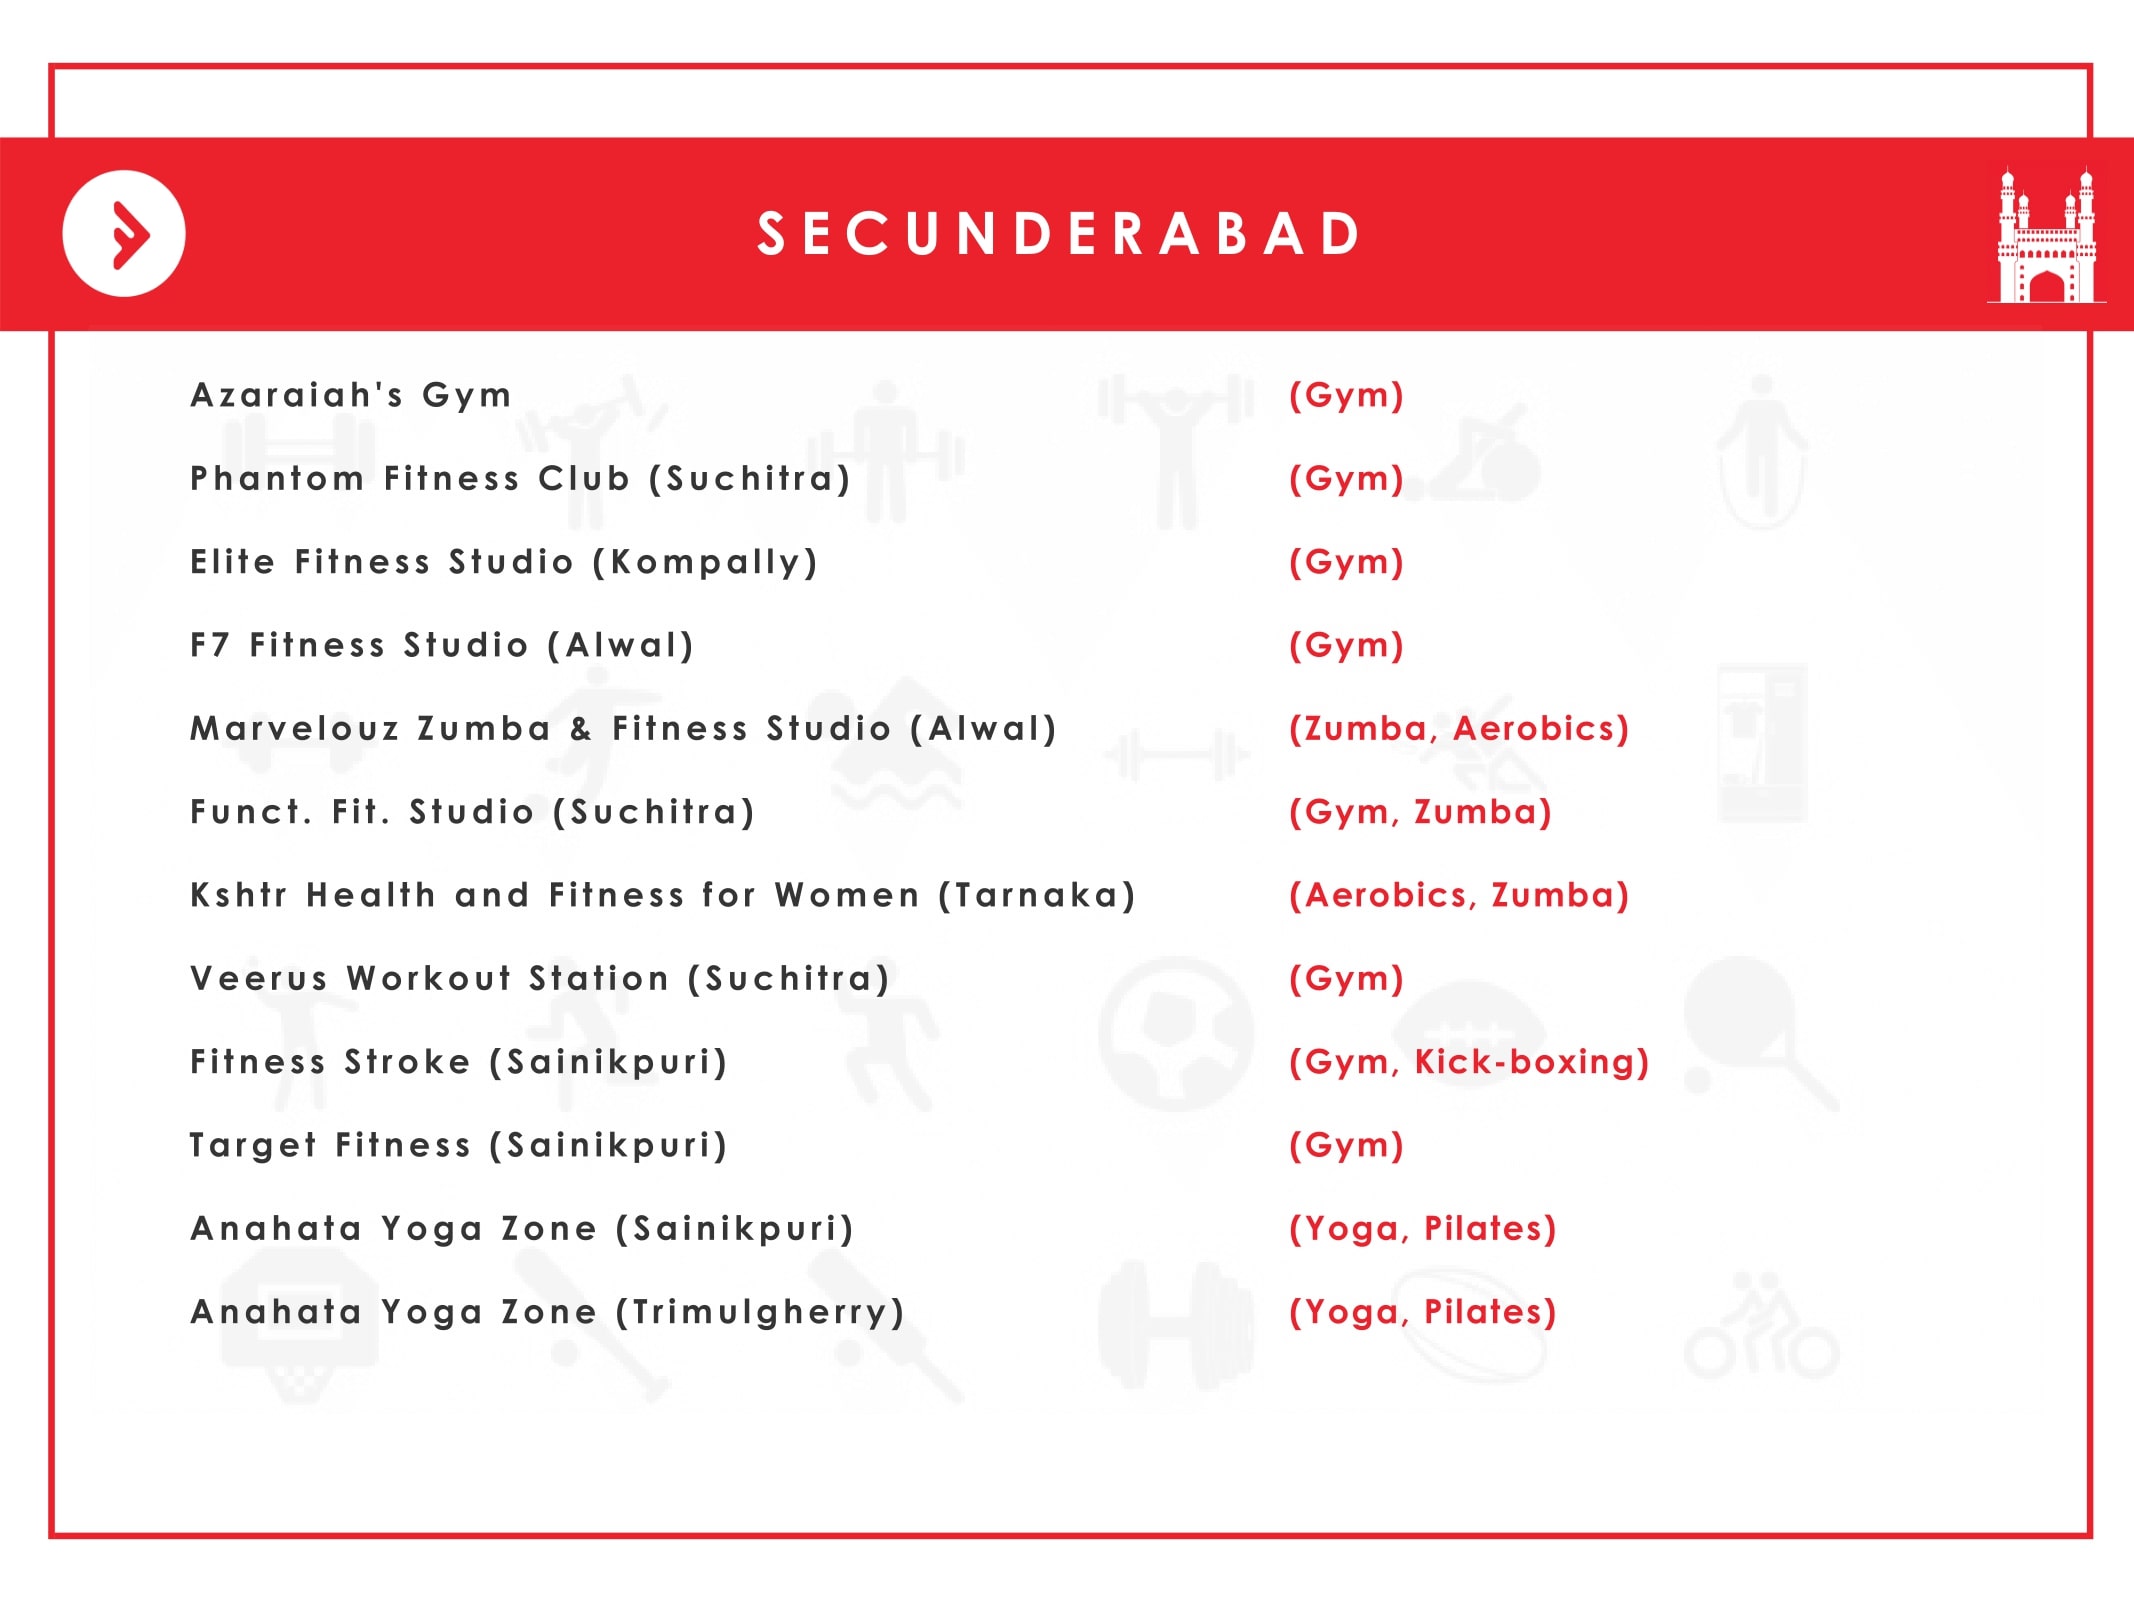 SECUNDERABAD
Azaraiah's Gym (Gym)
Phantom Fitness Club (Suchitra) (Gym)
Elite Fitness Studio (Kompally) (Gym)
F7 Fitness Studio (Alwal) (Gym)
Marvelouz Zumba & Fitness Studio (Alwal) (Zumba, Aerobics)
Funct. Fit. Studio (Suchitra) (Gym, Zumba)
Kshtr Health and Fitness for Women (Tarnaka) (Aerobics, Zumba)
Veerus Workout Station (Suchitra) (Gym)
Fitness Stroke (Sainikpuri) (Gym, Kick-boxing)
Target Fitness (Sainikpuri) (Gym)
Anahata Yoga Zone (Sainikpuri) (Yoga, Pilates)
Anahata Yoga Zone (Trimulgherry) (Yoga, Pilates)